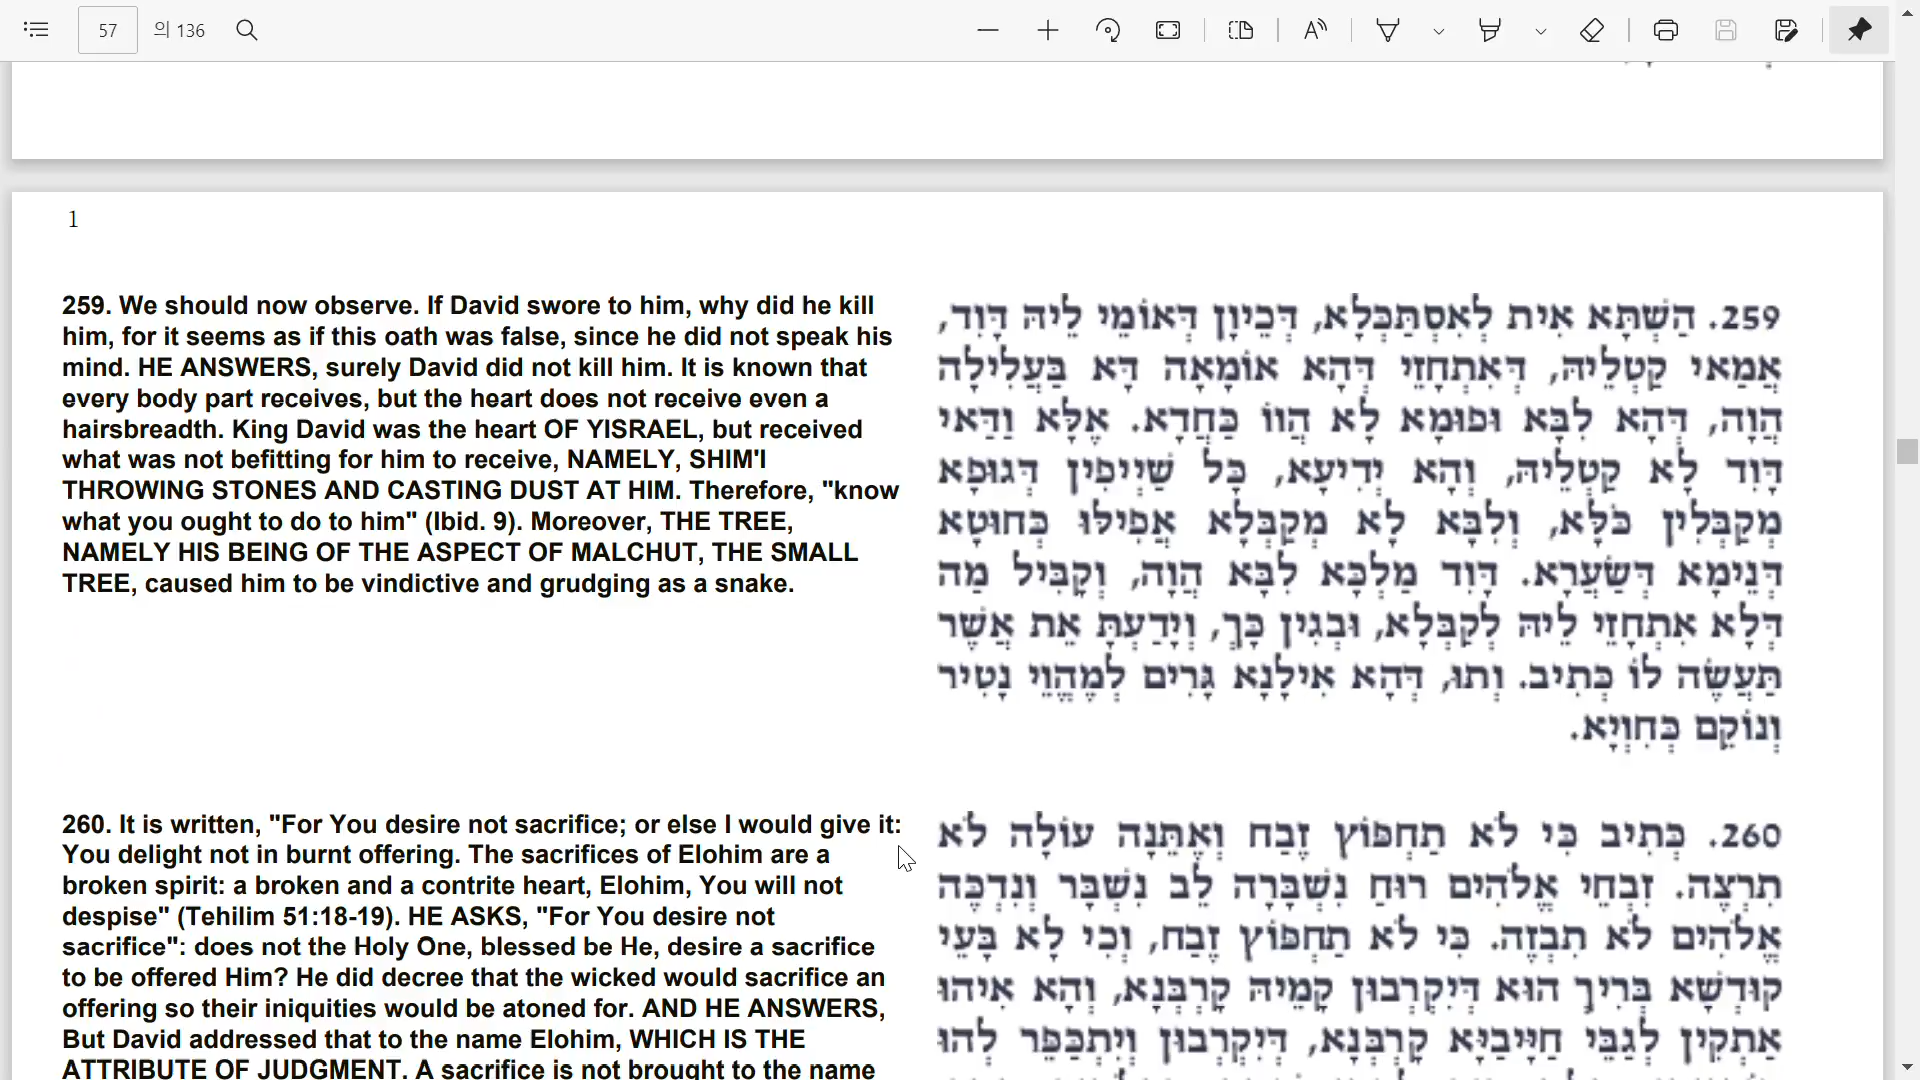 57 의 136
1
259. We should now observe. If David swore to him, why did he kill
him, for it seems as if this oath was false, since he did not speak his
mind. HE ANSWERS, surely David did not kill him. It is known that
every body part receives, but the heart does not receive even a
hairsbreadth. King David was the heart OF YISRAEL, but received
what was not befitting for him to receive, NAMELY, SHIM'I
THROWING STONES AND CASTING DUST AT HIM. Therefore, "know
what you ought to do to him" (Ibid. 9). Moreover, THE TREE,
NAMELY HIS BEING OF THE ASPECT OF MALCHUT, THE SMALL
TREE, caused him to be vindictive and grudging as a snake.
259. הַשְׁתָּא אִית לְאִסְתַּכְּלָא, דְּכֵיוָן דְּאוֹמֵי לֵיהּ דָּוִד,
אֲמַאי קַטְלֵיהּ, דְּאִתְחָזֵי דְּהָא אוֹמָאָה דָּא בַּעֲלִילָה
הֲוָה, דְּהָא לִבָּא וּפוּמָא לָא הֲווֹ כַּחֲדָא. אֶלָּא וַדַּאי
דָּוִד לָא קַטְלֵיהּ, וְהָא יְדִיעָא, כָּל שַׁיְיפִין דְּגוּפָא
מְקַבְּלִין כֹּלָּא, וְלִבָּא לָא מְקַבְּלָא אֲפִילּוּ כְּחוּטָא
דְּנִימָא דְּשַׂעֲרָא. דָּוִד מַלְכָּא לִבָּא הֲוָה, וְקָבִּיל מַה
דְּלָא אִתְחָזֵי לֵיהּ לְקַבְּלָא, וּבְגִין כָּךְ, וְיָדַעְתָּ אֵת אֲשֶׁר
תַּעֲשֶׂה לוֹ כְּתִיב. וְתוּ, דְּהָא אִילָנָא גָּרִים לְמֶהֱוֵי נָטִיר
וְנוֹקֵם כְּחִוְיָא.
260. It is written, "For You desire not sacrifice; or else I would give it:
You delight not in burnt offering. The sacrifices of Elohim are a
broken spirit: a broken and a contrite heart, Elohim, You will not
despise" (Tehilim 51:18-19). HE ASKS, "For You desire not
sacrifice": does not the Holy One, blessed be He, desire a sacrifice
to be offered Him? He did decree that the wicked would sacrifice an
offering so their iniquities would be atoned for. AND HE ANSWERS,
But David addressed that to the name Elohim, WHICH IS THE
ATTRIBUTE OF JUDGMENT. A sacrifice is not brought to the name
260. כְּתִיב כִּי לֹא תַחְפּוֹץ זֶבַח וְאֶתֵּנָה עוֹלָה לֹא
תִרְצֶה. זִבְחֵי אֱלֹהִים רוּחַ נִשְׁבָּרָה לֵב נִשְׁבָּר וְנִדְכֶּה
אֱלֹהִים לֹא תִבְזֶה. כִּי לֹא תַחְפּוֹץ זֶבַח, וְכִי לָא בָּעֵי
קוּדְשָׁא בְּרִיךְ הוּא דְּיִקְרְבוּן קָמֵיהּ קָרְבְּנָא, וְהָא אִיהוּ
אַתְקִין לְגַבֵּי חַיָּיבַיָּא קָרְבְּנָא, דְּיִקְרְבוּן וְיִתְכַּפֵּר לְהוּ